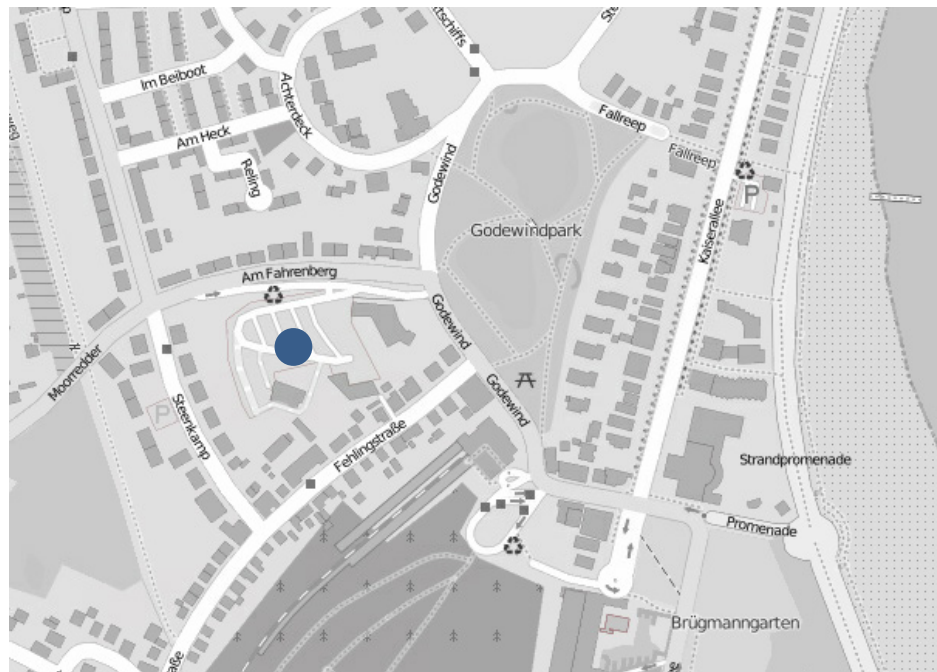 Im Beiboot
Achterdeck
Am Heck
Reling
Fallreep
Fallreep
Godewind
Kaiserallee
P
Godewindpark
Am Fahrenberg
Godewind
Moorredder
Godewind
Steenkamp
P
Fehlingstraße
Strandpromenade
Promenade
Brügmanngarten